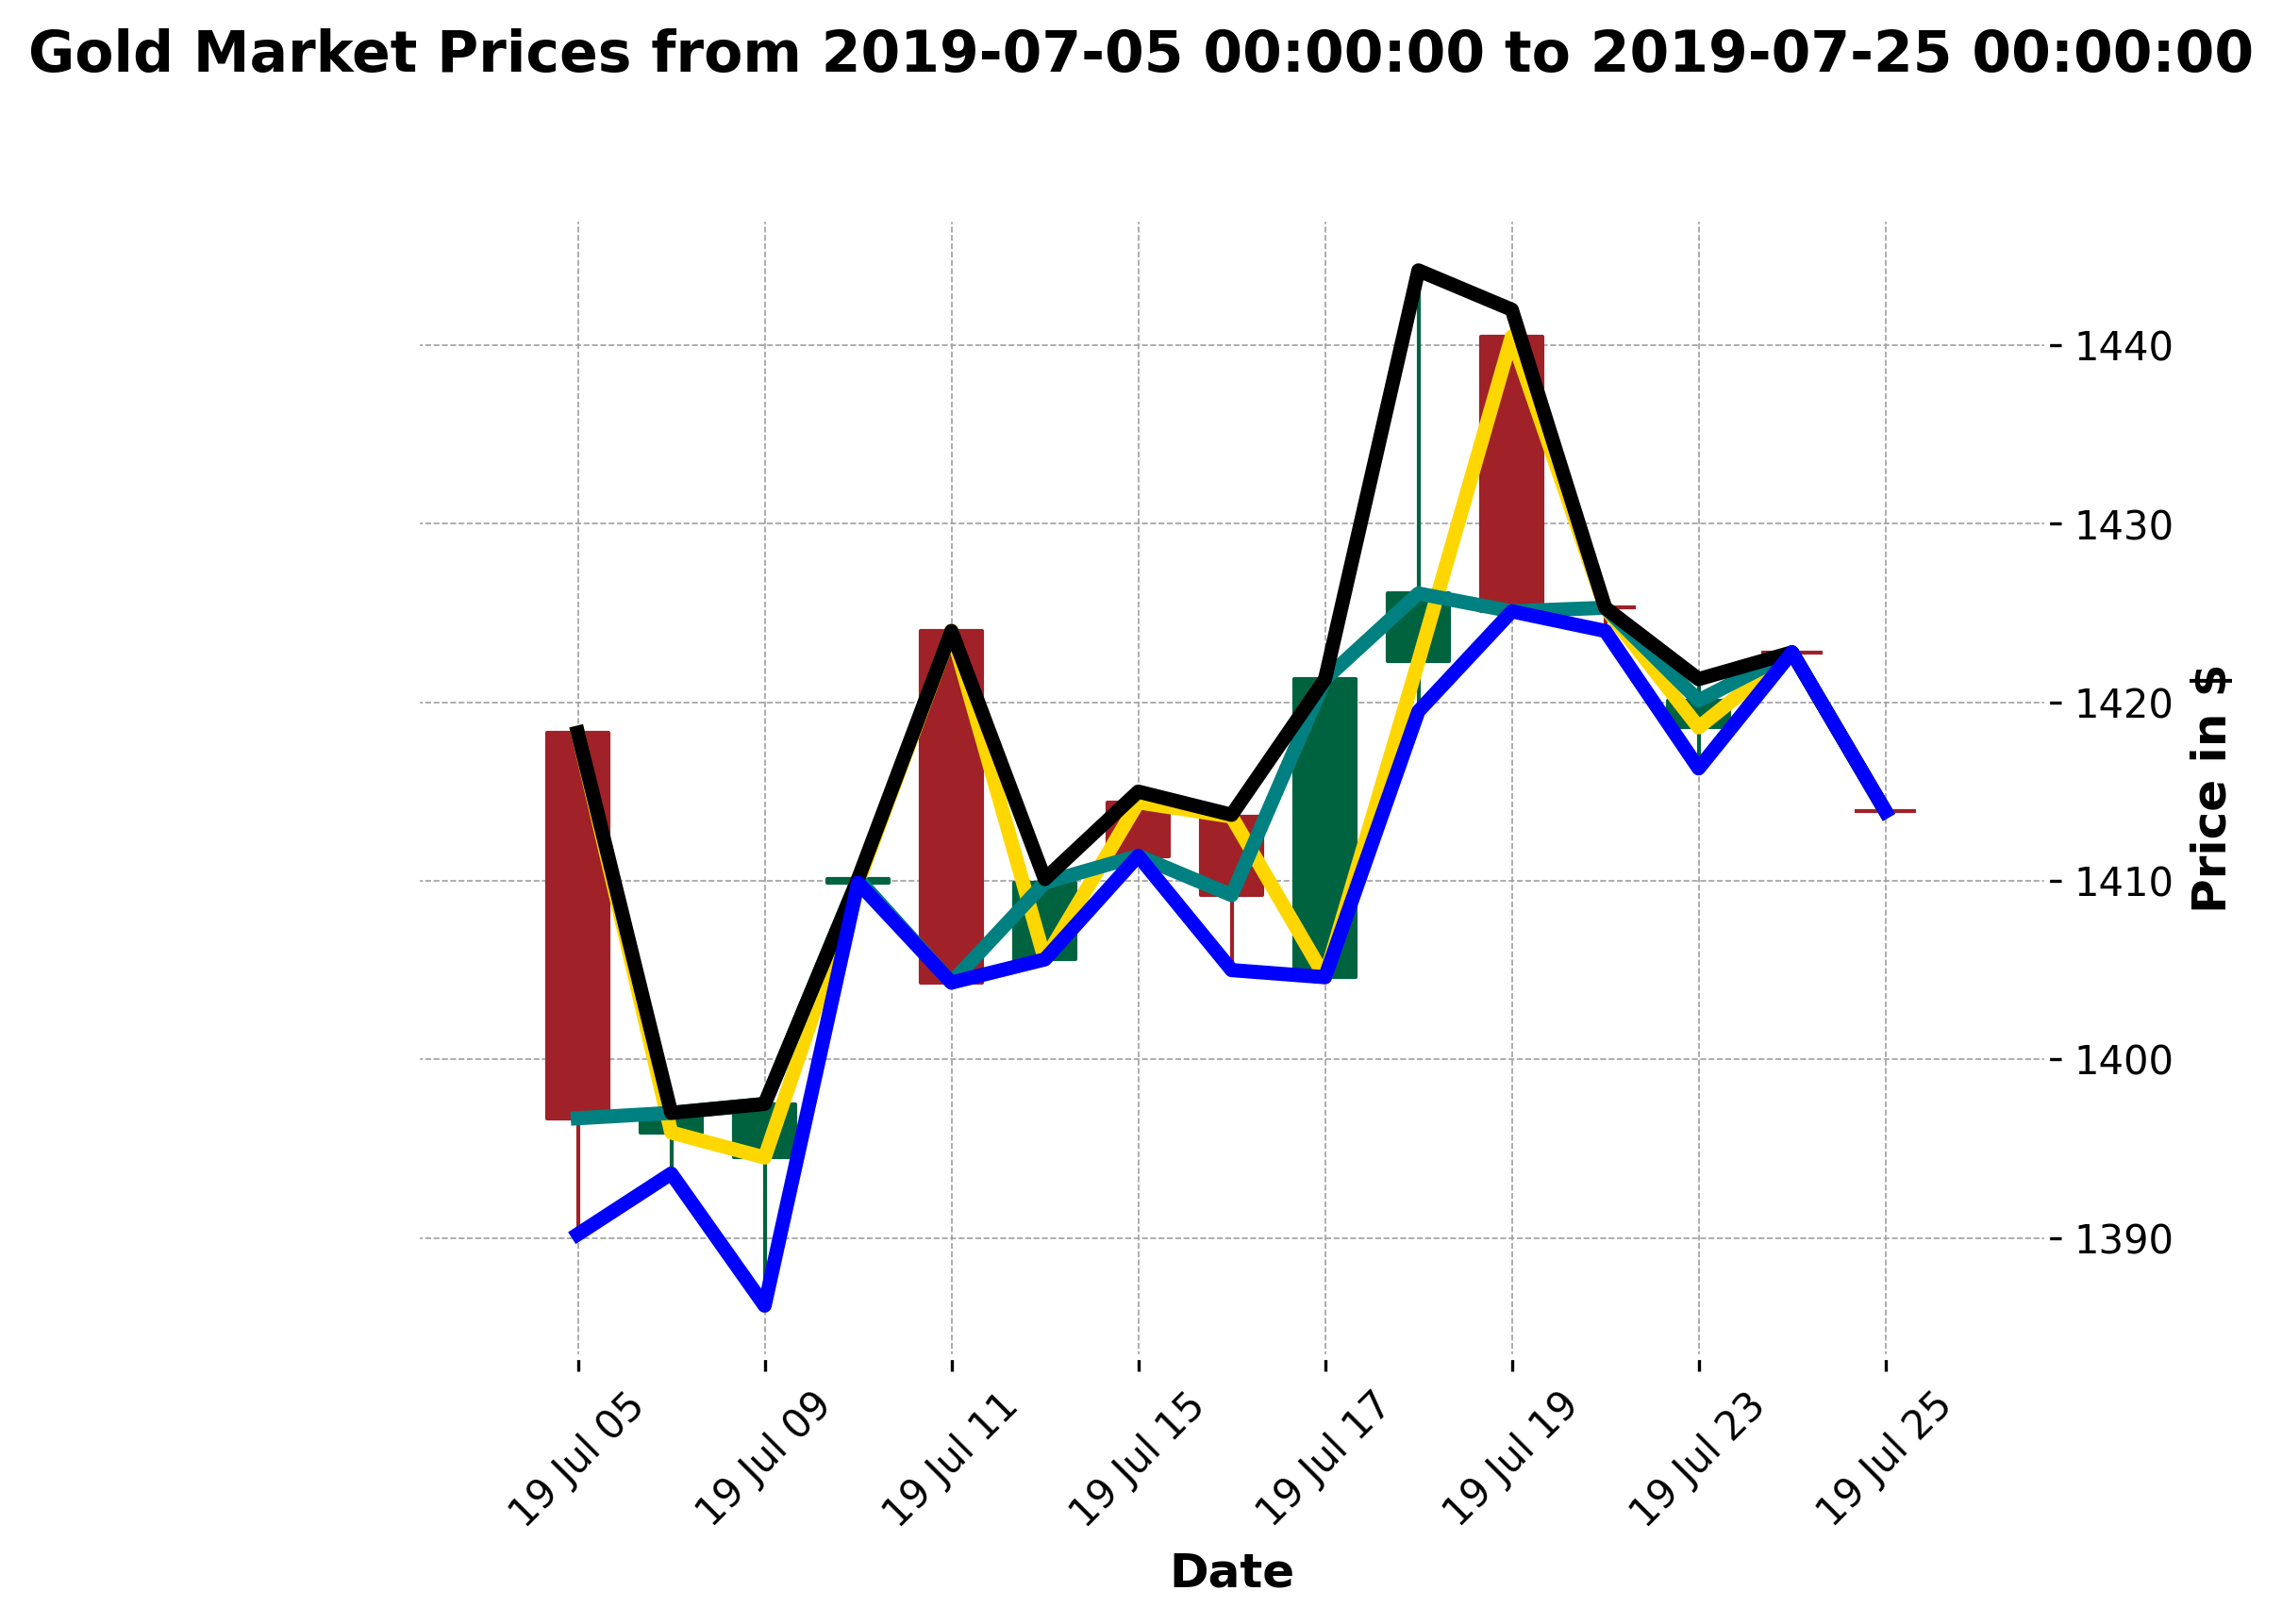 Gold Market Prices from 2019-07-05 00:00:00 to 2019-07-25 00:00:00
1440
1430
1420
1410
1400
1390
Price in $
19 Jul 05
19 Jul 09
19 Jul 11
19 Jul 15
19 Jul 17
19 Jul 19
19 Jul 23
19 Jul 25
Date